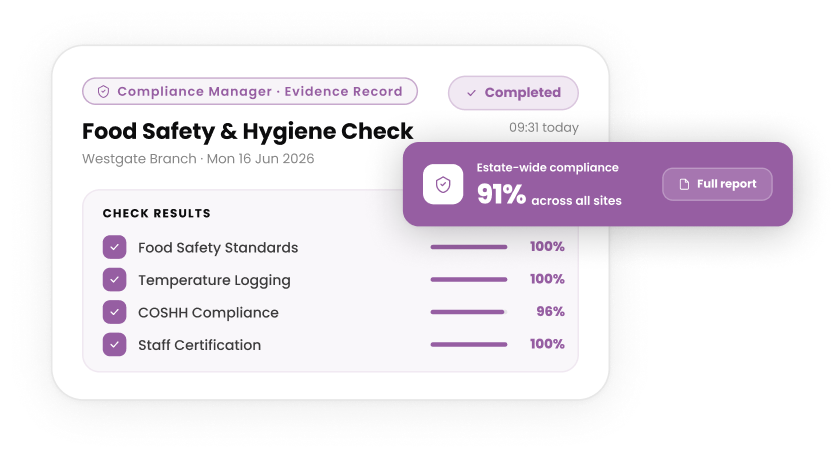 Compliance Manager · Evidence Record
Completed
Food Safety & Hygiene Check
09:31 today
Westgate Branch · Mon 16 Jun 2026
Estate-wide compliance
91% across all sites
Full report
CHECK RESULTS
Food Safety Standards 100%
Temperature Logging 100%
COSHH Compliance 96%
Staff Certification 100%